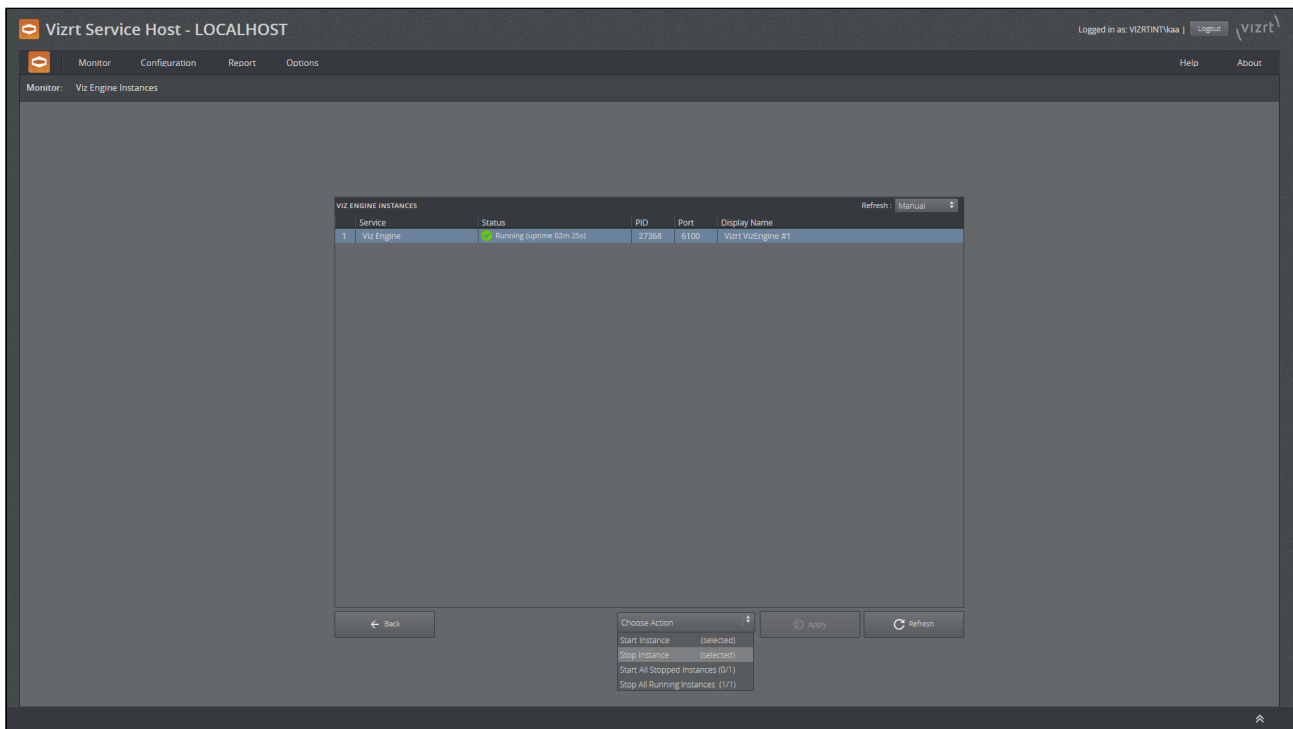 Vizrt Service Host - LOCALHOST
Logged in as: VIZRTINT\kaa | Logout
vizrt
Monitor Configuration Report Options Help About
Monitor: Viz Engine Instances
VIZ ENGINE INSTANCES Refresh : Manual
Service Status PID Port Display Name
1 Viz Engine Running (uptime 02m 25s) 27368 6100 Vizrt VizEngine #1
Back Choose Action Apply Refresh
Start Instance (selected)
Stop Instance (selected)
Start All Stopped Instances (0/1)
Stop All Running Instances (1/1)